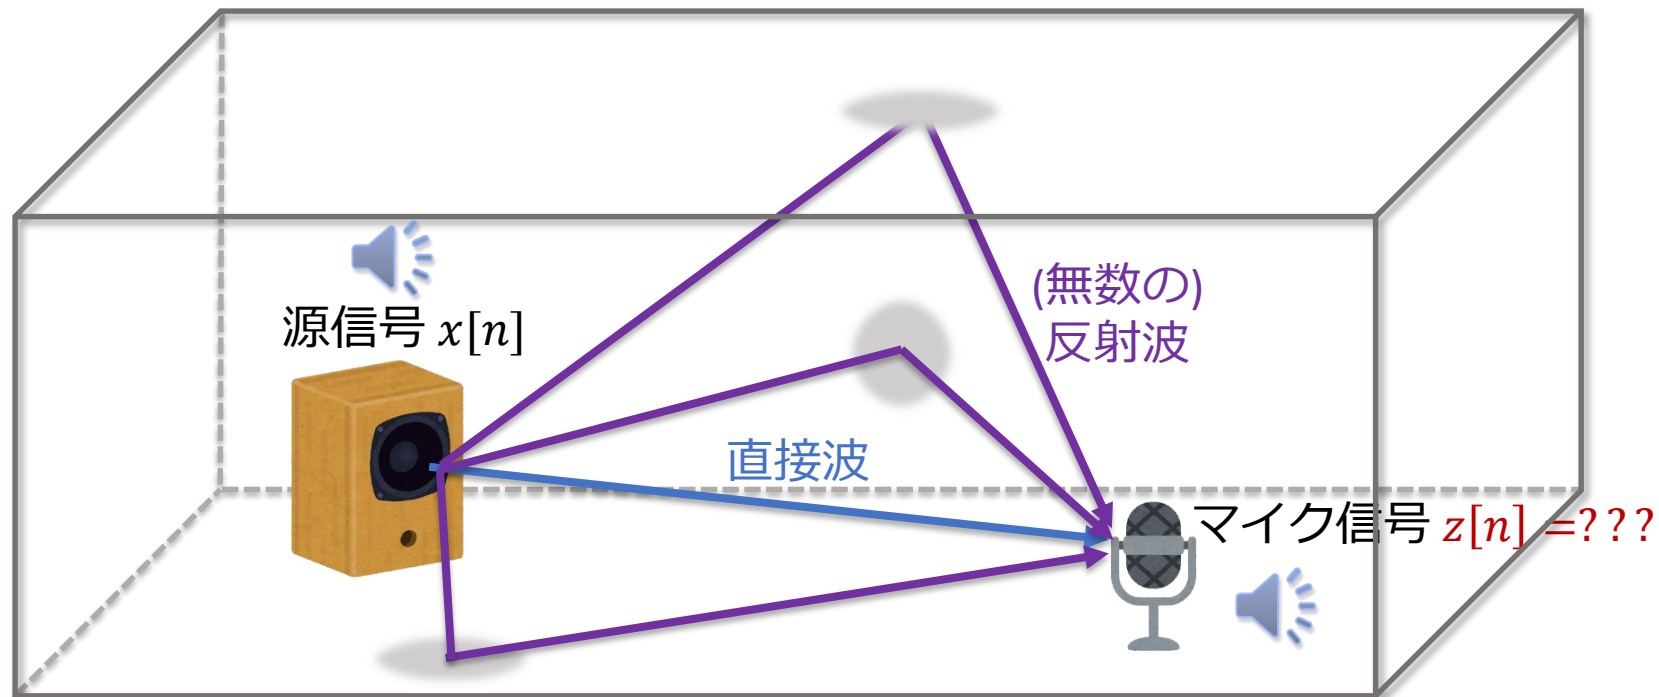 源信号 x[n]
(無数の)
反射波
直接波
マイク信号 z[n] =???